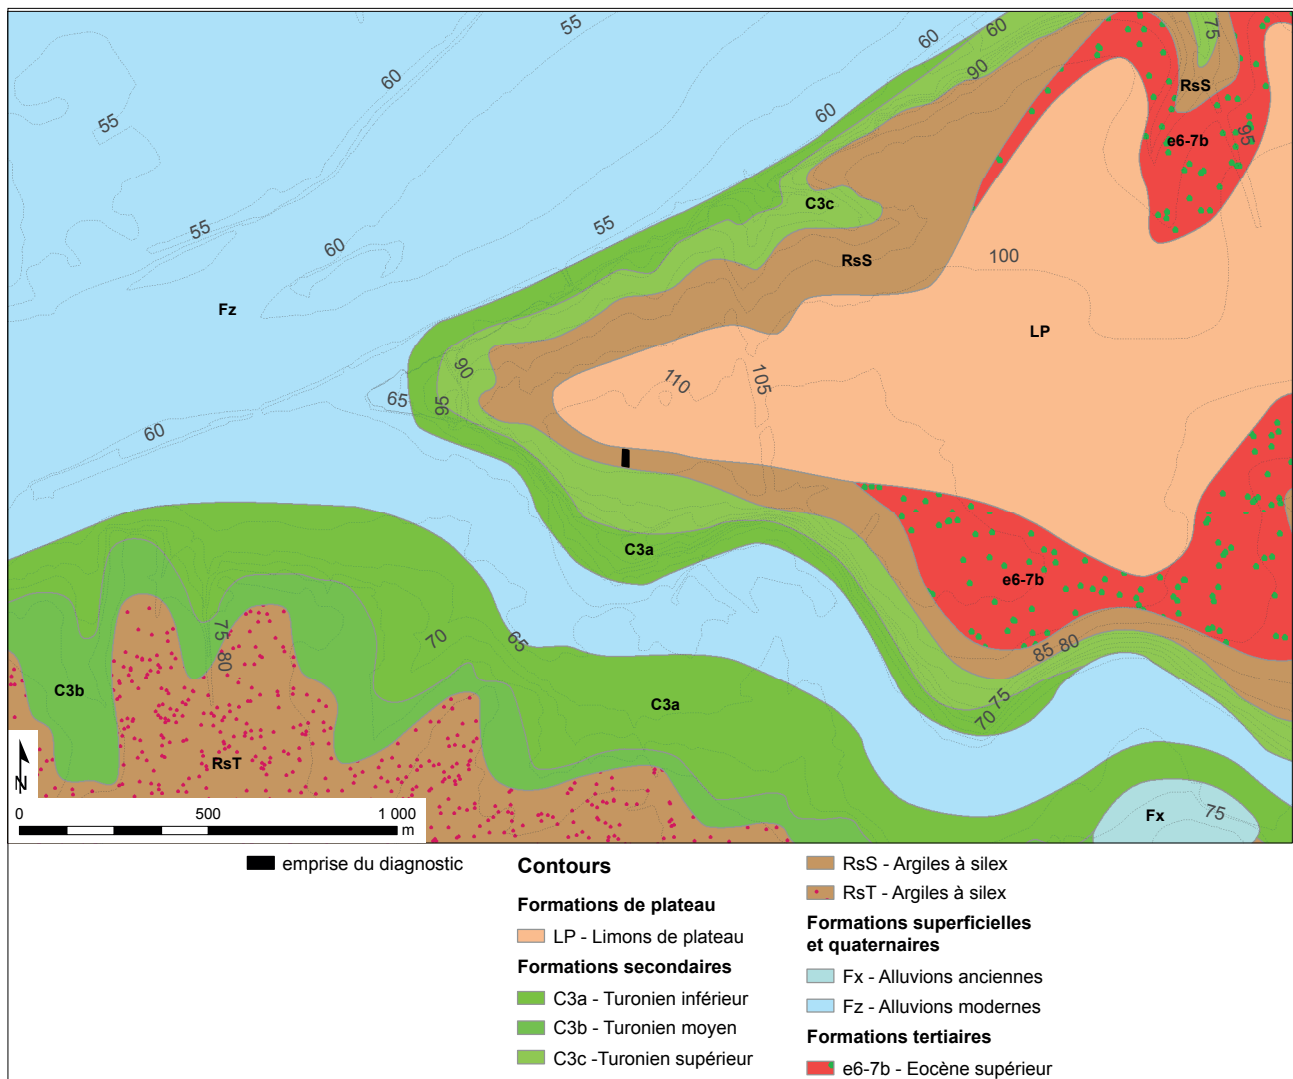 55
60
60
60
75
90
RsS
55
60
e6-7b
95
C3c
55
55
60
RsS
100
Fz
LP
90
110
105
65
95
60
C3a
e6-7b
75
70
65
85
80
80
C3b
75
C3a
70
RsT
N
Fx
75
0
500
1 000
m
emprise du diagnostic
Contours
Formations de plateau
LP - Limons de plateau
Formations secondaires
C3a - Turonien inférieur
C3b - Turonien moyen
C3c -Turonien supérieur
RsS - Argiles à silex
RsT - Argiles à silex
Formations superficielles
et quaternaires
Fx - Alluvions anciennes
Fz - Alluvions modernes
Formations tertiaires
e6-7b - Eocène supérieur